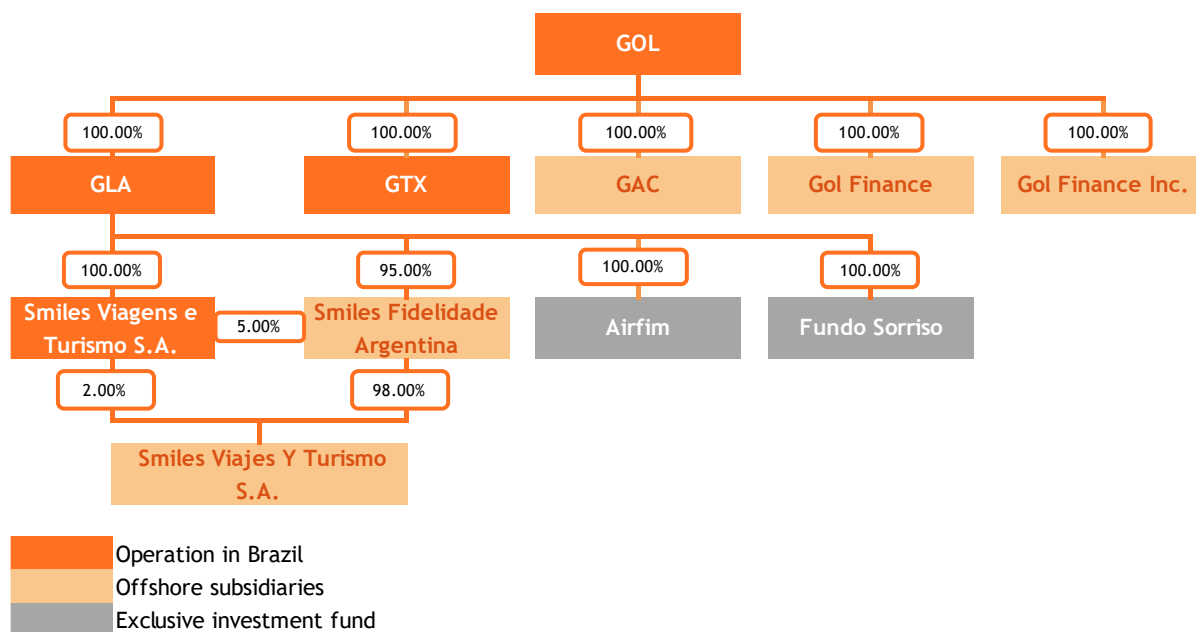 GOL
100.00%
100.00%
100.00%
100.00%
100.00%
GLA
GTX
GAC
Gol Finance
Gol Finance Inc.
100.00%
95.00%
100.00%
100.00%
Smiles Viagens e
Turismo S.A.
5.00%
Smiles Fidelidade
Argentina
Airfim
Fundo Sorriso
2.00%
98.00%
Smiles Viajes Y Turismo
S.A.
Operation in Brazil
Offshore subsidiaries
Exclusive investment fund